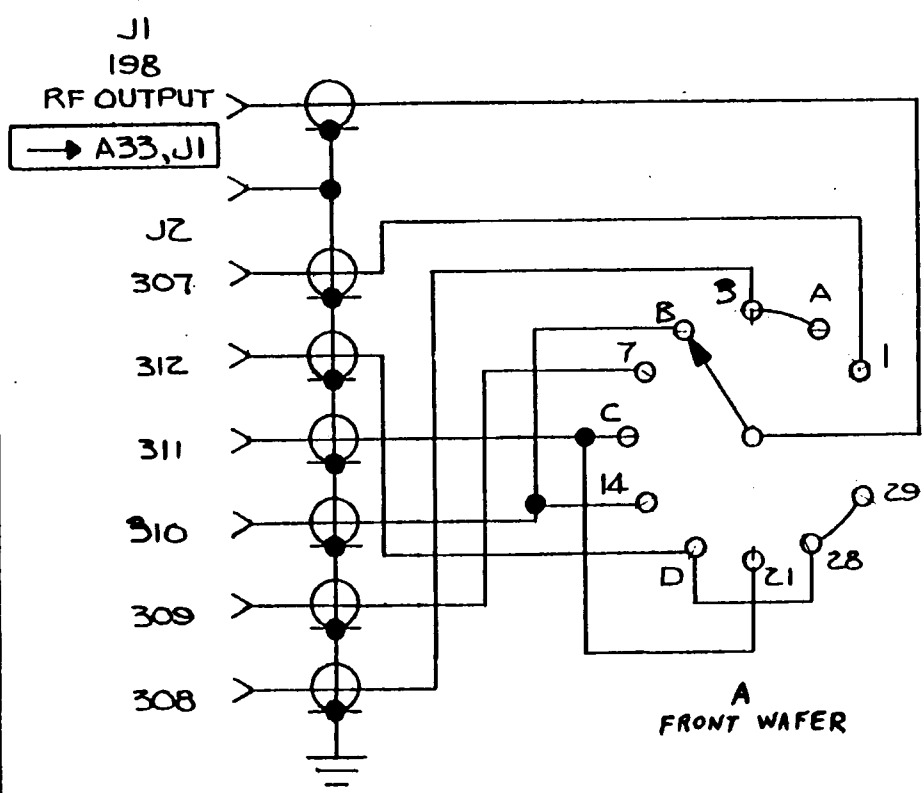 J1
198
RF OUTPUT
→ A33,J1
J2
307
312
311
310
309
308
B
3
A
7
1
C
14
29
D
21
28
A
FRONT WAFER